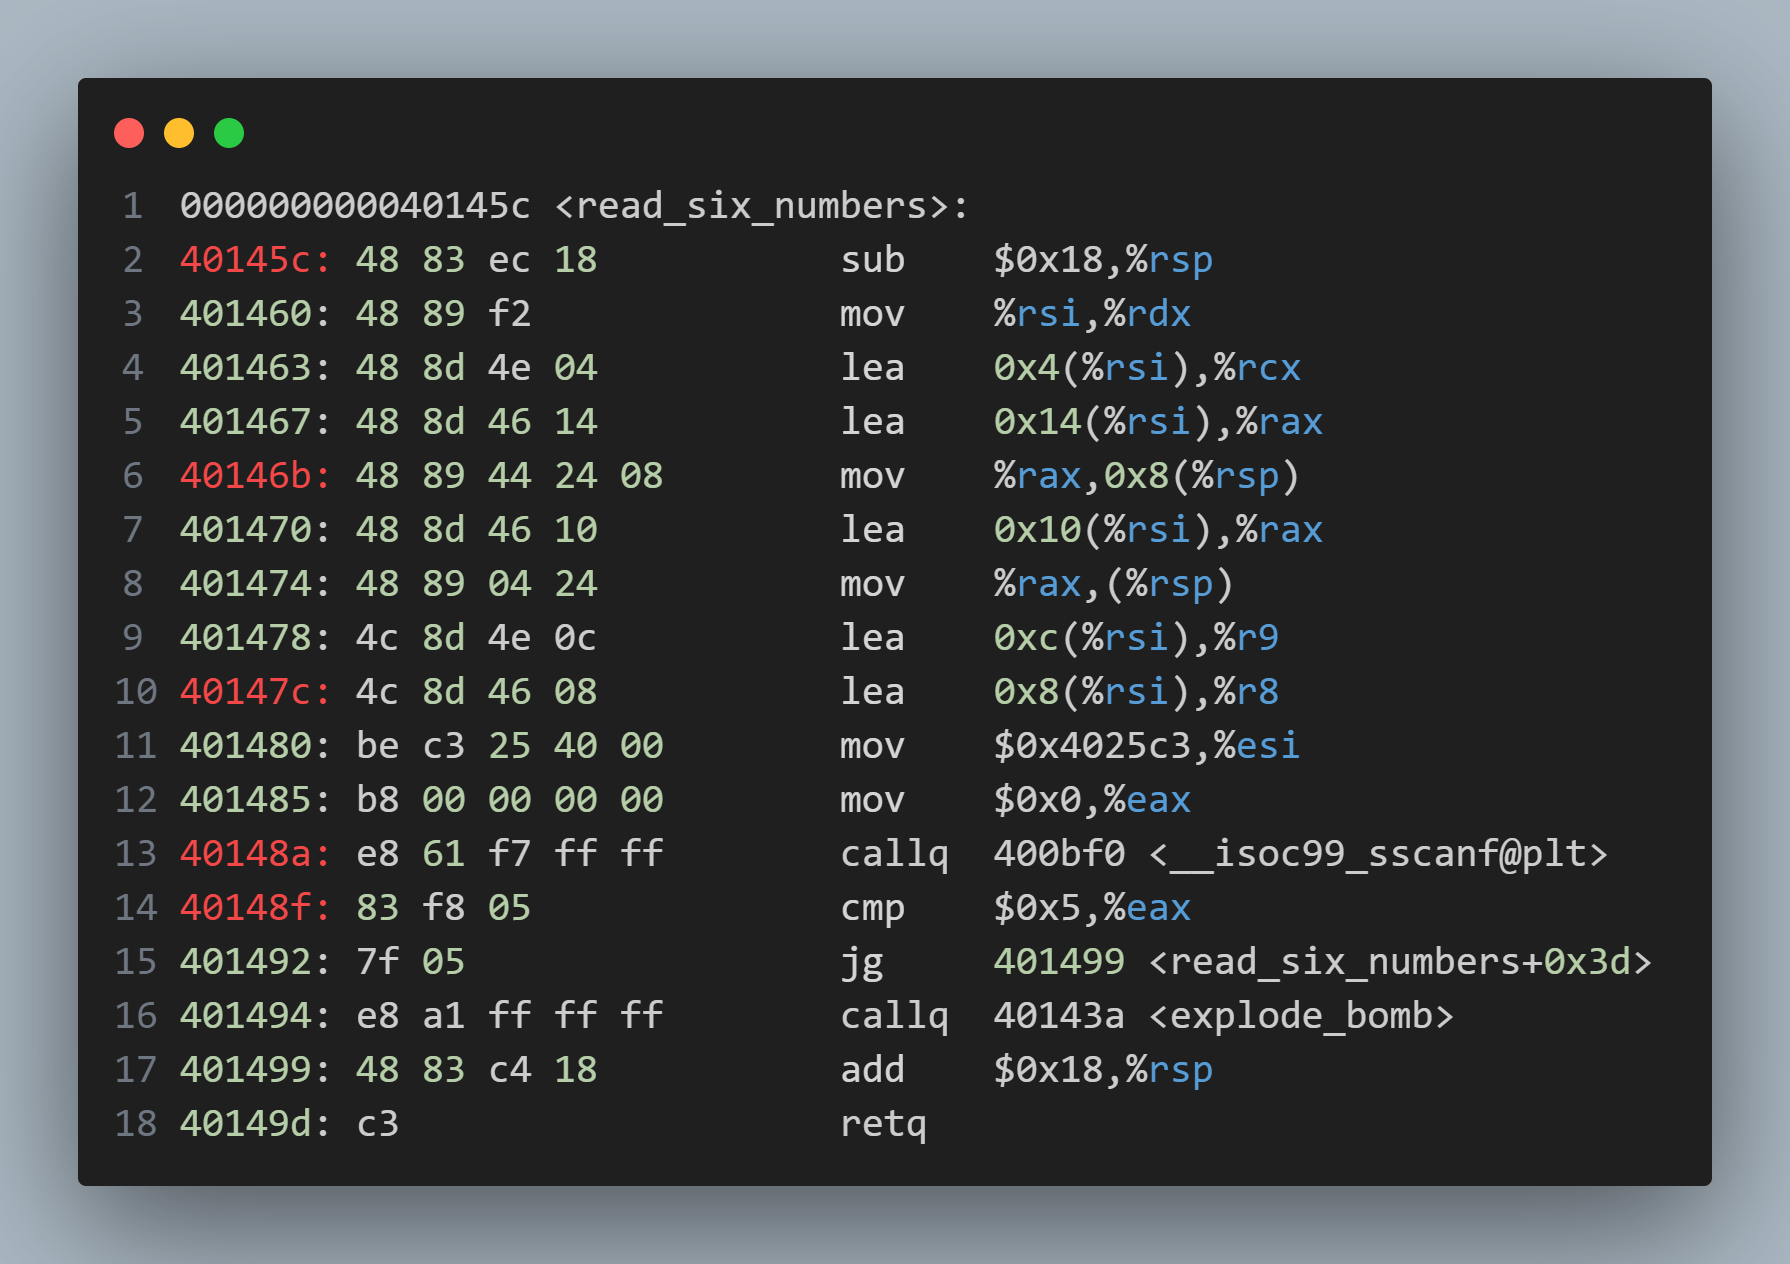 1 000000000040145c <read_six_numbers>:
2 40145c: 48 83 ec 18 sub $0x18,%rsp
3 401460: 48 89 f2 mov %rsi,%rdx
4 401463: 48 8d 4e 04 lea 0x4(%rsi),%rcx
5 401467: 48 8d 46 14 lea 0x14(%rsi),%rax
6 40146b: 48 89 44 24 08 mov %rax,0x8(%rsp)
7 401470: 48 8d 46 10 lea 0x10(%rsi),%rax
8 401474: 48 89 04 24 mov %rax,(%rsp)
9 401478: 4c 8d 4e 0c lea 0xc(%rsi),%r9
10 40147c: 4c 8d 46 08 lea 0x8(%rsi),%r8
11 401480: be c3 25 40 00 mov $0x4025c3,%esi
12 401485: b8 00 00 00 00 mov $0x0,%eax
13 40148a: e8 61 f7 ff ff callq 400bf0 <__isoc99_sscanf@plt>
14 40148f: 83 f8 05 cmp $0x5,%eax
15 401492: 7f 05 jg 401499 <read_six_numbers+0x3d>
16 401494: e8 a1 ff ff ff callq 40143a <explode_bomb>
17 401499: 48 83 c4 18 add $0x18,%rsp
18 40149d: c3 retq